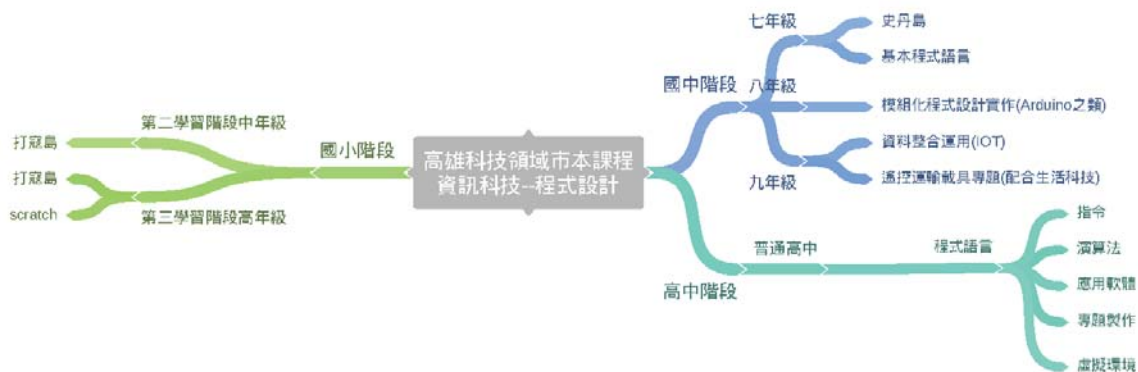 高雄科技領域市本課程
資訊科技--程式設計
國小階段
第二學習階段中年級
打寇島
第三學習階段高年級
打寇島
scratch
國中階段
七年級
史丹島
基本程式語言
八年級
模組化程式設計實作(Arduino之類)
九年級
資料整合運用(IOT)
遙控運輸載具專題(配合生活科技)
高中階段
普通高中
程式語言
指令
演算法
應用軟體
專題製作
虛擬環境